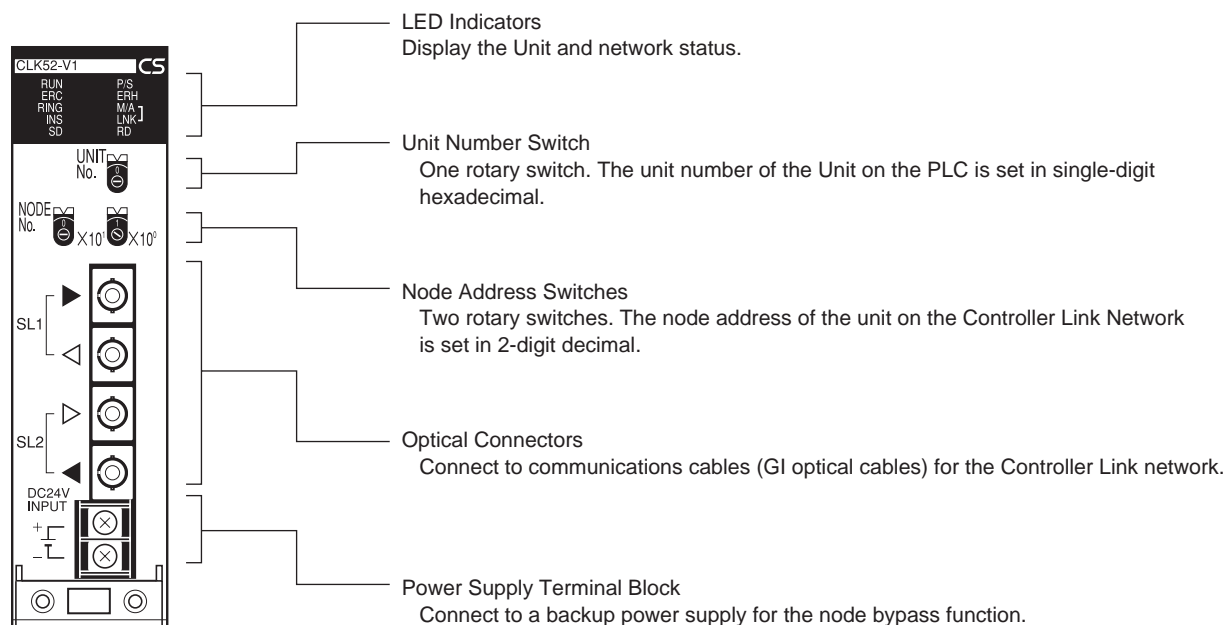 LED Indicators
Display the Unit and network status.
CLK52-V1 CS
RUN P/S
ERC ERH
RING M/A
INS LNK
SD RD
UNIT
No.
0
Unit Number Switch
One rotary switch. The unit number of the Unit on the PLC is set in single-digit
hexadecimal.
NODE
No.
0 ×10¹ 1 ×10⁰
Node Address Switches
Two rotary switches. The node address of the unit on the Controller Link Network
is set in 2-digit decimal.
SL1
SL2
Optical Connectors
Connect to communications cables (GI optical cables) for the Controller Link network.
DC24V
INPUT
+
−
Power Supply Terminal Block
Connect to a backup power supply for the node bypass function.